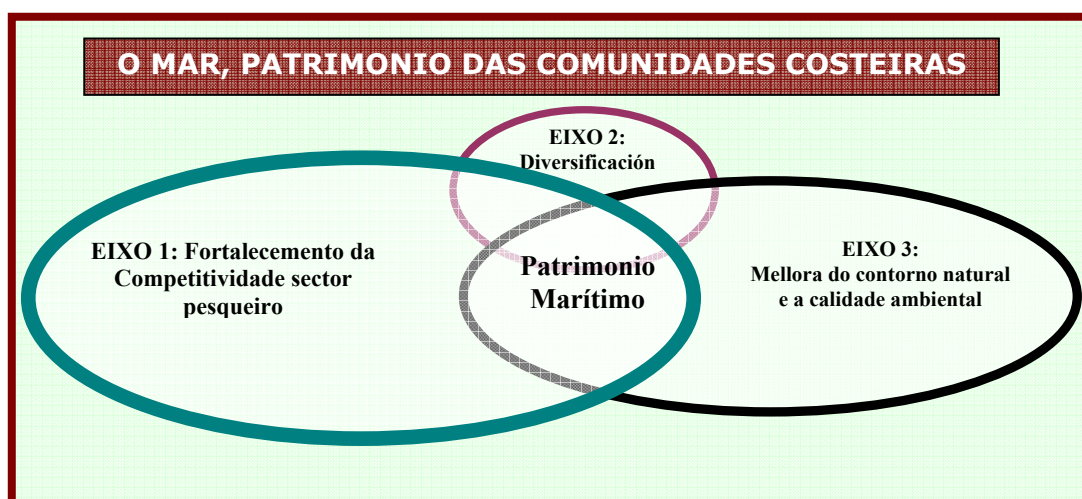 O MAR, PATRIMONIO DAS COMUNIDADES COSTEIRAS
EIXO 2:
Diversificación
EIXO 1: Fortalecemento da
Competitividade sector
pesqueiro
Patrimonio
Marítimo
EIXO 3:
Mellora do contorno natural
e a calidade ambiental